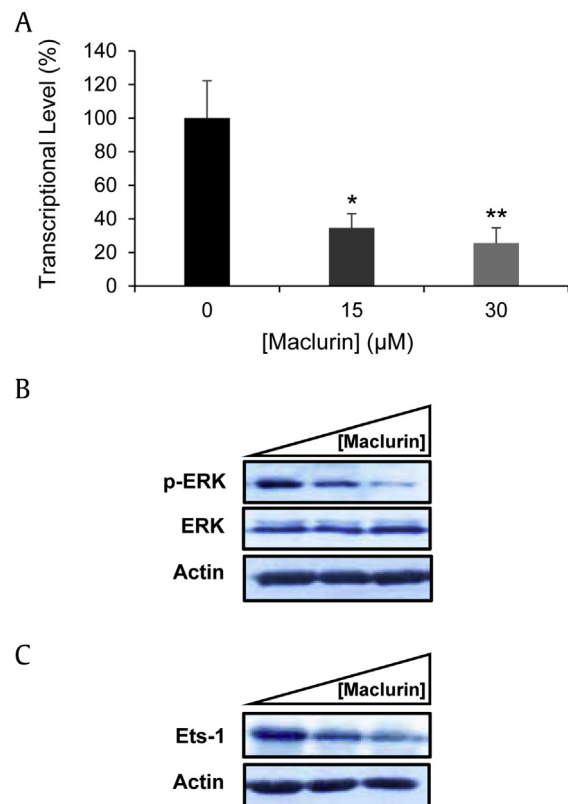 A
Transcriptional Level (%)
140
120
100
80
60
40
20
0
*
**
0 15 30
[Maclurin] (µM)
B
[Maclurin]
p-ERK
ERK
Actin
C
[Maclurin]
Ets-1
Actin